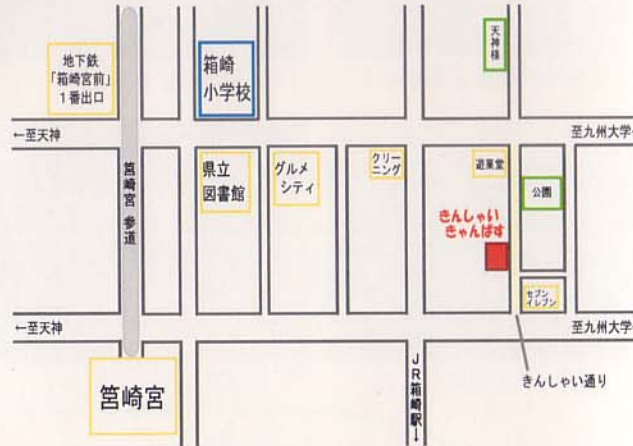 地下鉄
「箱崎宮前」
1番出口
箱崎
小学校
天神様
←至天神
至九州大学→
筥崎宮 参道
県立
図書館
グルメ
シティ
クリー
ニング
遊菓堂
公園
きんしゃい
きゃんぱす
セブン
イレブン
←至天神
至九州大学→
筥崎宮
JR箱崎駅→
きんしゃい通り